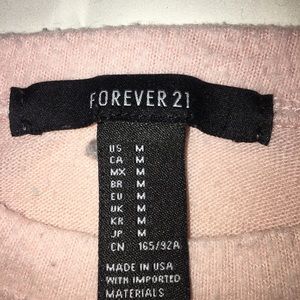 FOREVER 21
US M
CA M
MX M
BR M
EU M
UK M
KR M
JP M
CN 165/92A
MADE IN USA
WITH IMPORTED
MATERIALS